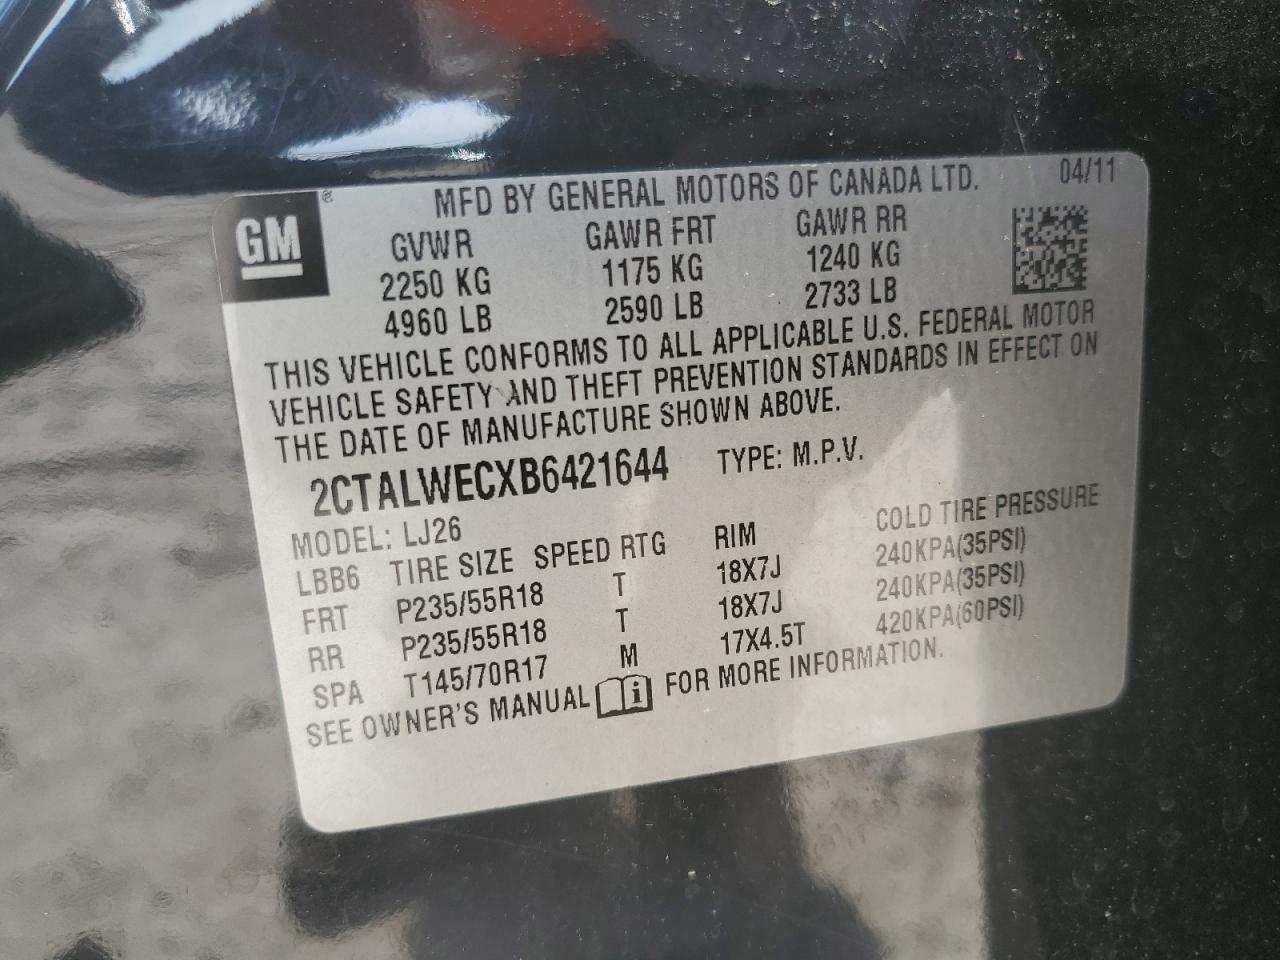 GM®
MFD BY GENERAL MOTORS OF CANADA LTD. 04/11
GVWR GAWR FRT GAWR RR
2250 KG 1175 KG 1240 KG
4960 LB 2590 LB 2733 LB
THIS VEHICLE CONFORMS TO ALL APPLICABLE U.S. FEDERAL MOTOR
VEHICLE SAFETY AND THEFT PREVENTION STANDARDS IN EFFECT ON
THE DATE OF MANUFACTURE SHOWN ABOVE.
2CTALWECXB6421644 TYPE: M.P.V.
MODEL: LJ26
LBB6 TIRE SIZE SPEED RTG RIM COLD TIRE PRESSURE
FRT P235/55R18 T 18X7J 240KPA(35PSI)
RR P235/55R18 T 18X7J 240KPA(35PSI)
SPA T145/70R17 M 17X4.5T 420KPA(60PSI)
SEE OWNER'S MANUAL i FOR MORE INFORMATION.